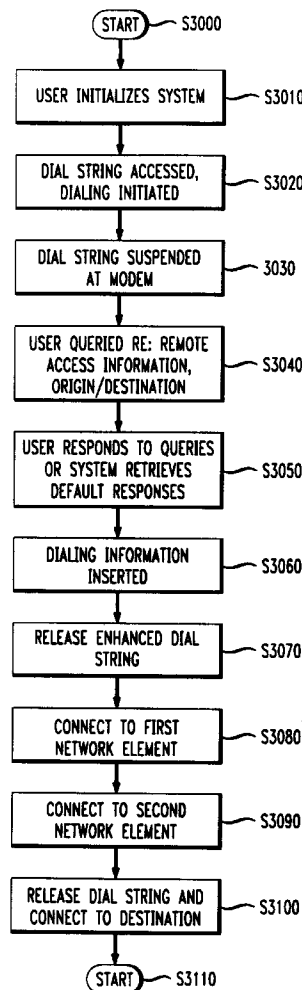 START S3000
USER INITIALIZES SYSTEM S3010
DIAL STRING ACCESSED,
DIALING INITIATED S3020
DIAL STRING SUSPENDED
AT MODEM 3030
USER QUERIED RE: REMOTE
ACCESS INFORMATION, S3040
ORIGIN/DESTINATION
USER RESPONDS TO QUERIES
OR SYSTEM RETRIEVES S3050
DEFAULT RESPONSES
DIALING INFORMATION
INSERTED S3060
RELEASE ENHANCED DIAL
STRING S3070
CONNECT TO FIRST
NETWORK ELEMENT S3080
CONNECT TO SECOND
NETWORK ELEMENT S3090
RELEASE DIAL STRING AND
CONNECT TO DESTINATION S3100
START S3110